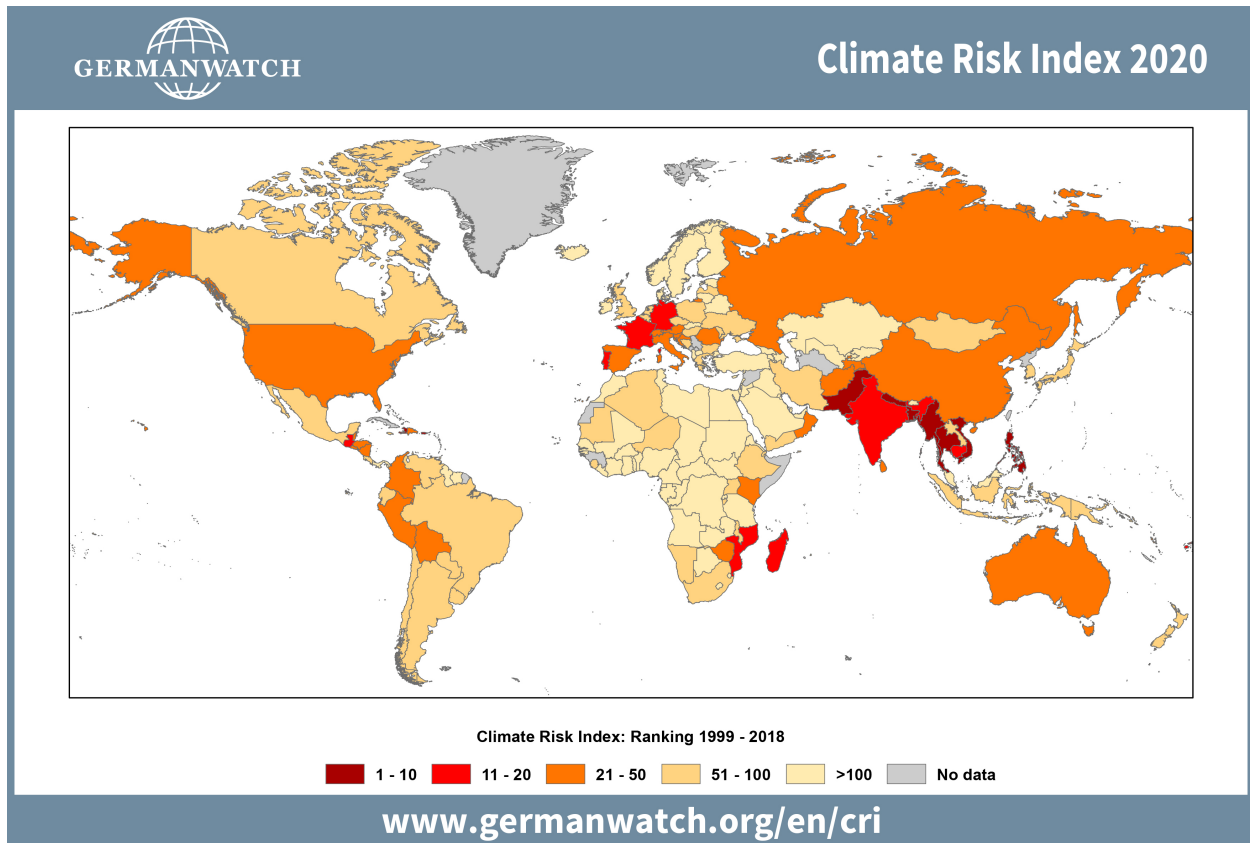 GERMANWATCH
Climate Risk Index 2020
Climate Risk Index: Ranking 1999 - 2018
1 - 10
11 - 20
21 - 50
51 - 100
>100
No data
www.germanwatch.org/en/cri